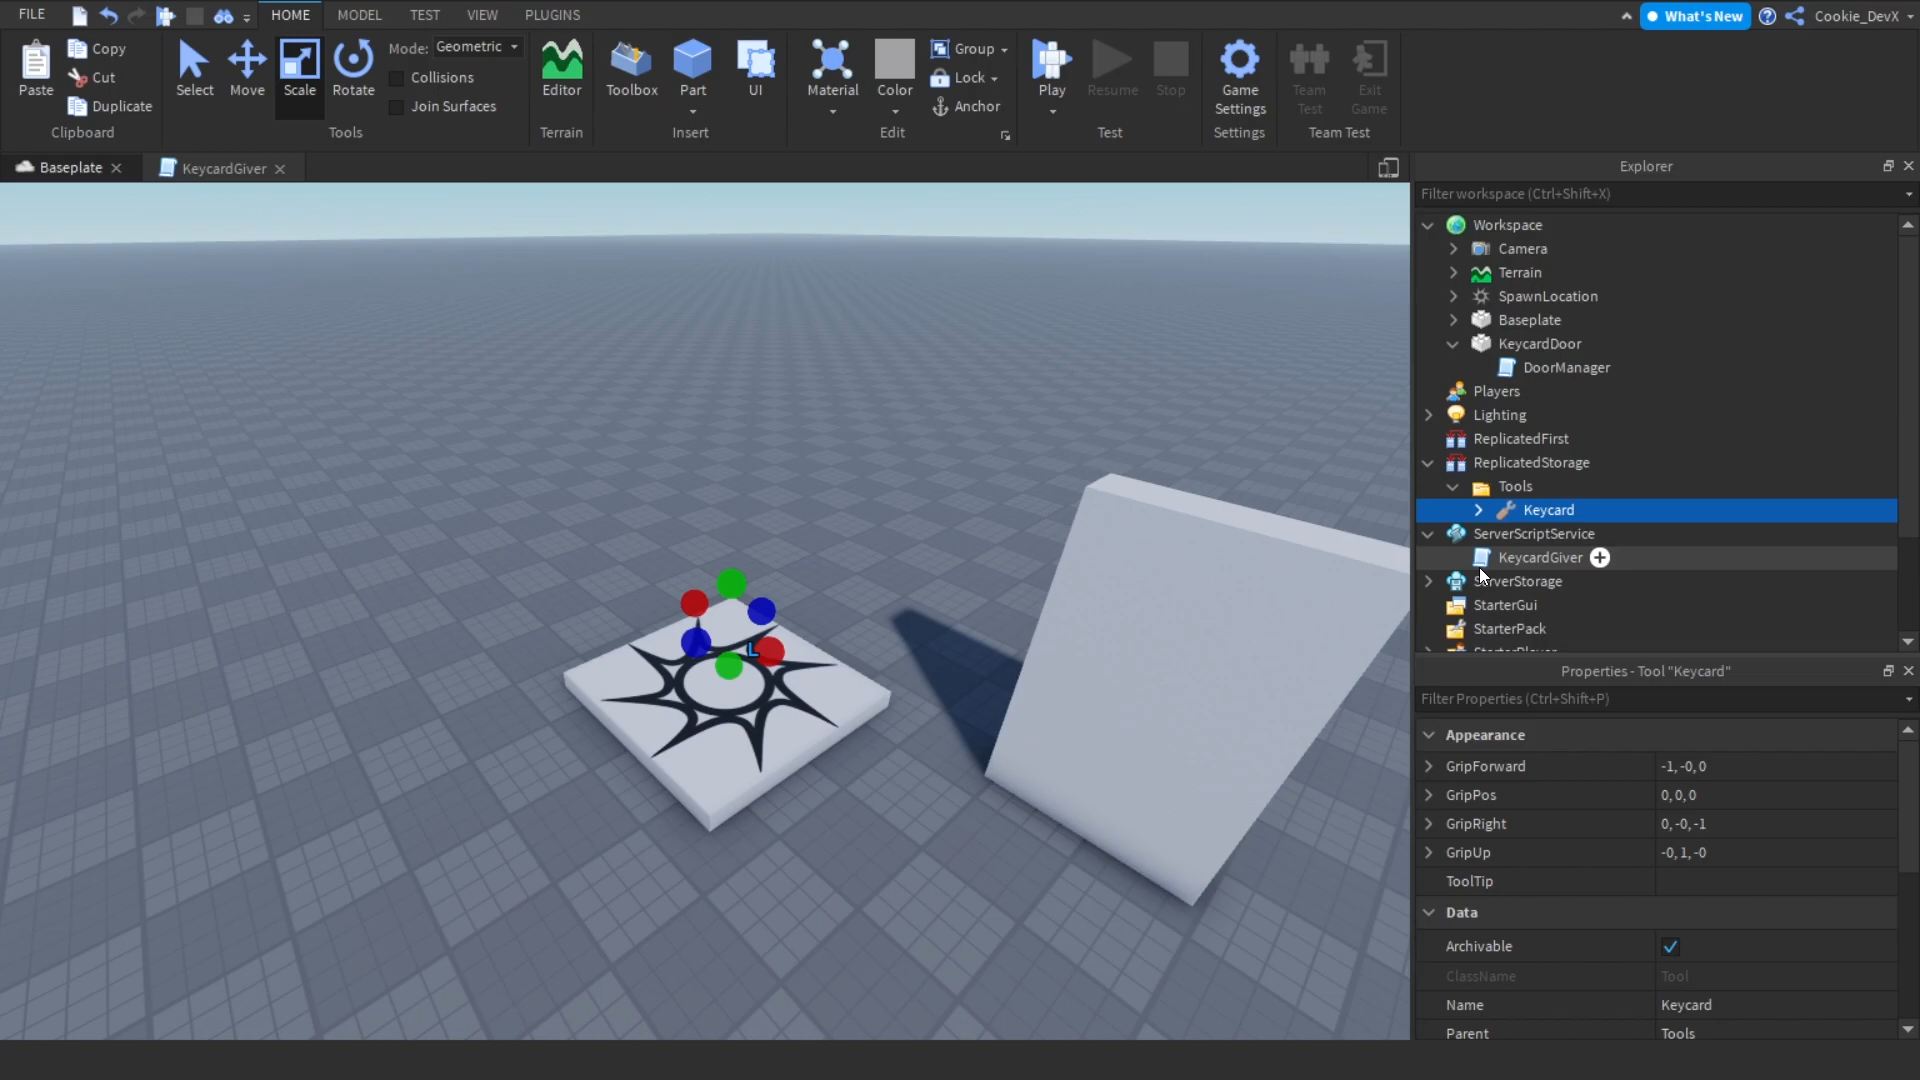 FILE
HOME MODEL TEST VIEW PLUGINS
What's New Cookie_DevX
Paste
Copy
Cut
Duplicate
Clipboard
Select Move Scale Rotate
Mode: Geometric
Collisions
Join Surfaces
Tools
Editor
Terrain
Toolbox Part UI
Insert
Material Color
Group
Lock
Anchor
Edit
Play Resume Stop
Test
Game
Settings
Settings
Team
Test
Exit
Game
Team Test
Baseplate KeycardGiver
Explorer
Filter workspace (Ctrl+Shift+X)
Workspace
Camera
Terrain
SpawnLocation
Baseplate
KeycardDoor
DoorManager
Players
Lighting
ReplicatedFirst
ReplicatedStorage
Tools
Keycard
ServerScriptService
KeycardGiver
ServerStorage
StarterGui
StarterPack
StarterPlayer
Properties - Tool "Keycard"
Filter Properties (Ctrl+Shift+P)
Appearance
GripForward -1,-0,0
GripPos 0,0,0
GripRight 0,-0,-1
GripUp -0,1,-0
ToolTip
Data
Archivable
ClassName Tool
Name Keycard
Parent Tools
L